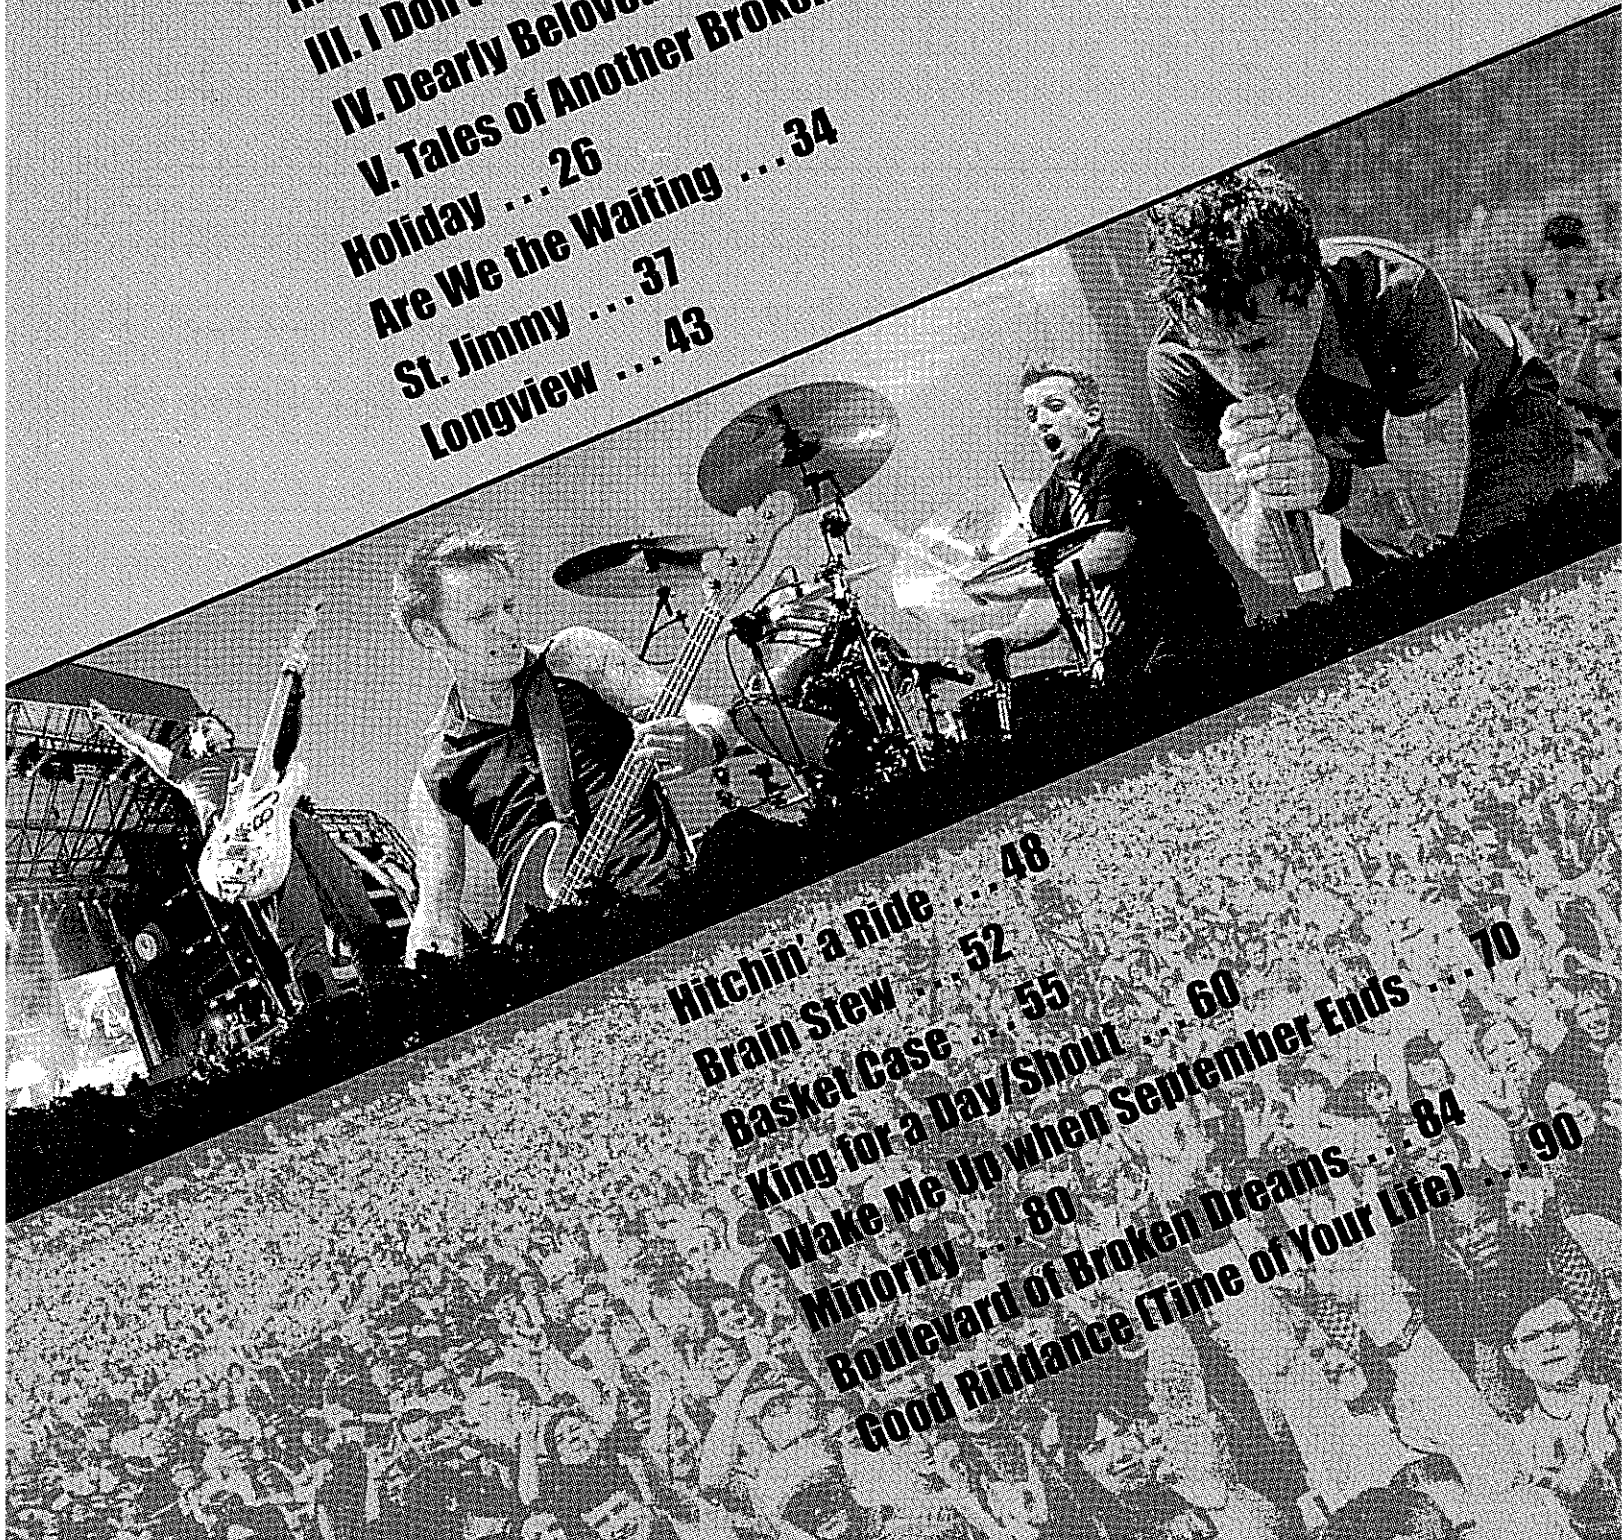 III. I Don't
IV. Dearly Beloved
V. Tales of Another Broken
Holiday ...26
Are We the Waiting ...34
St. Jimmy ...37
Longview ...43
Hitchin' a Ride ...48
Brain Stew ...52
Basket Case ...55
King for a Day/Shout ...60
Wake Me Up when September Ends ...70
Minority ...80
Boulevard of Broken Dreams ...84
Good Riddance (Time of Your Life) ...90